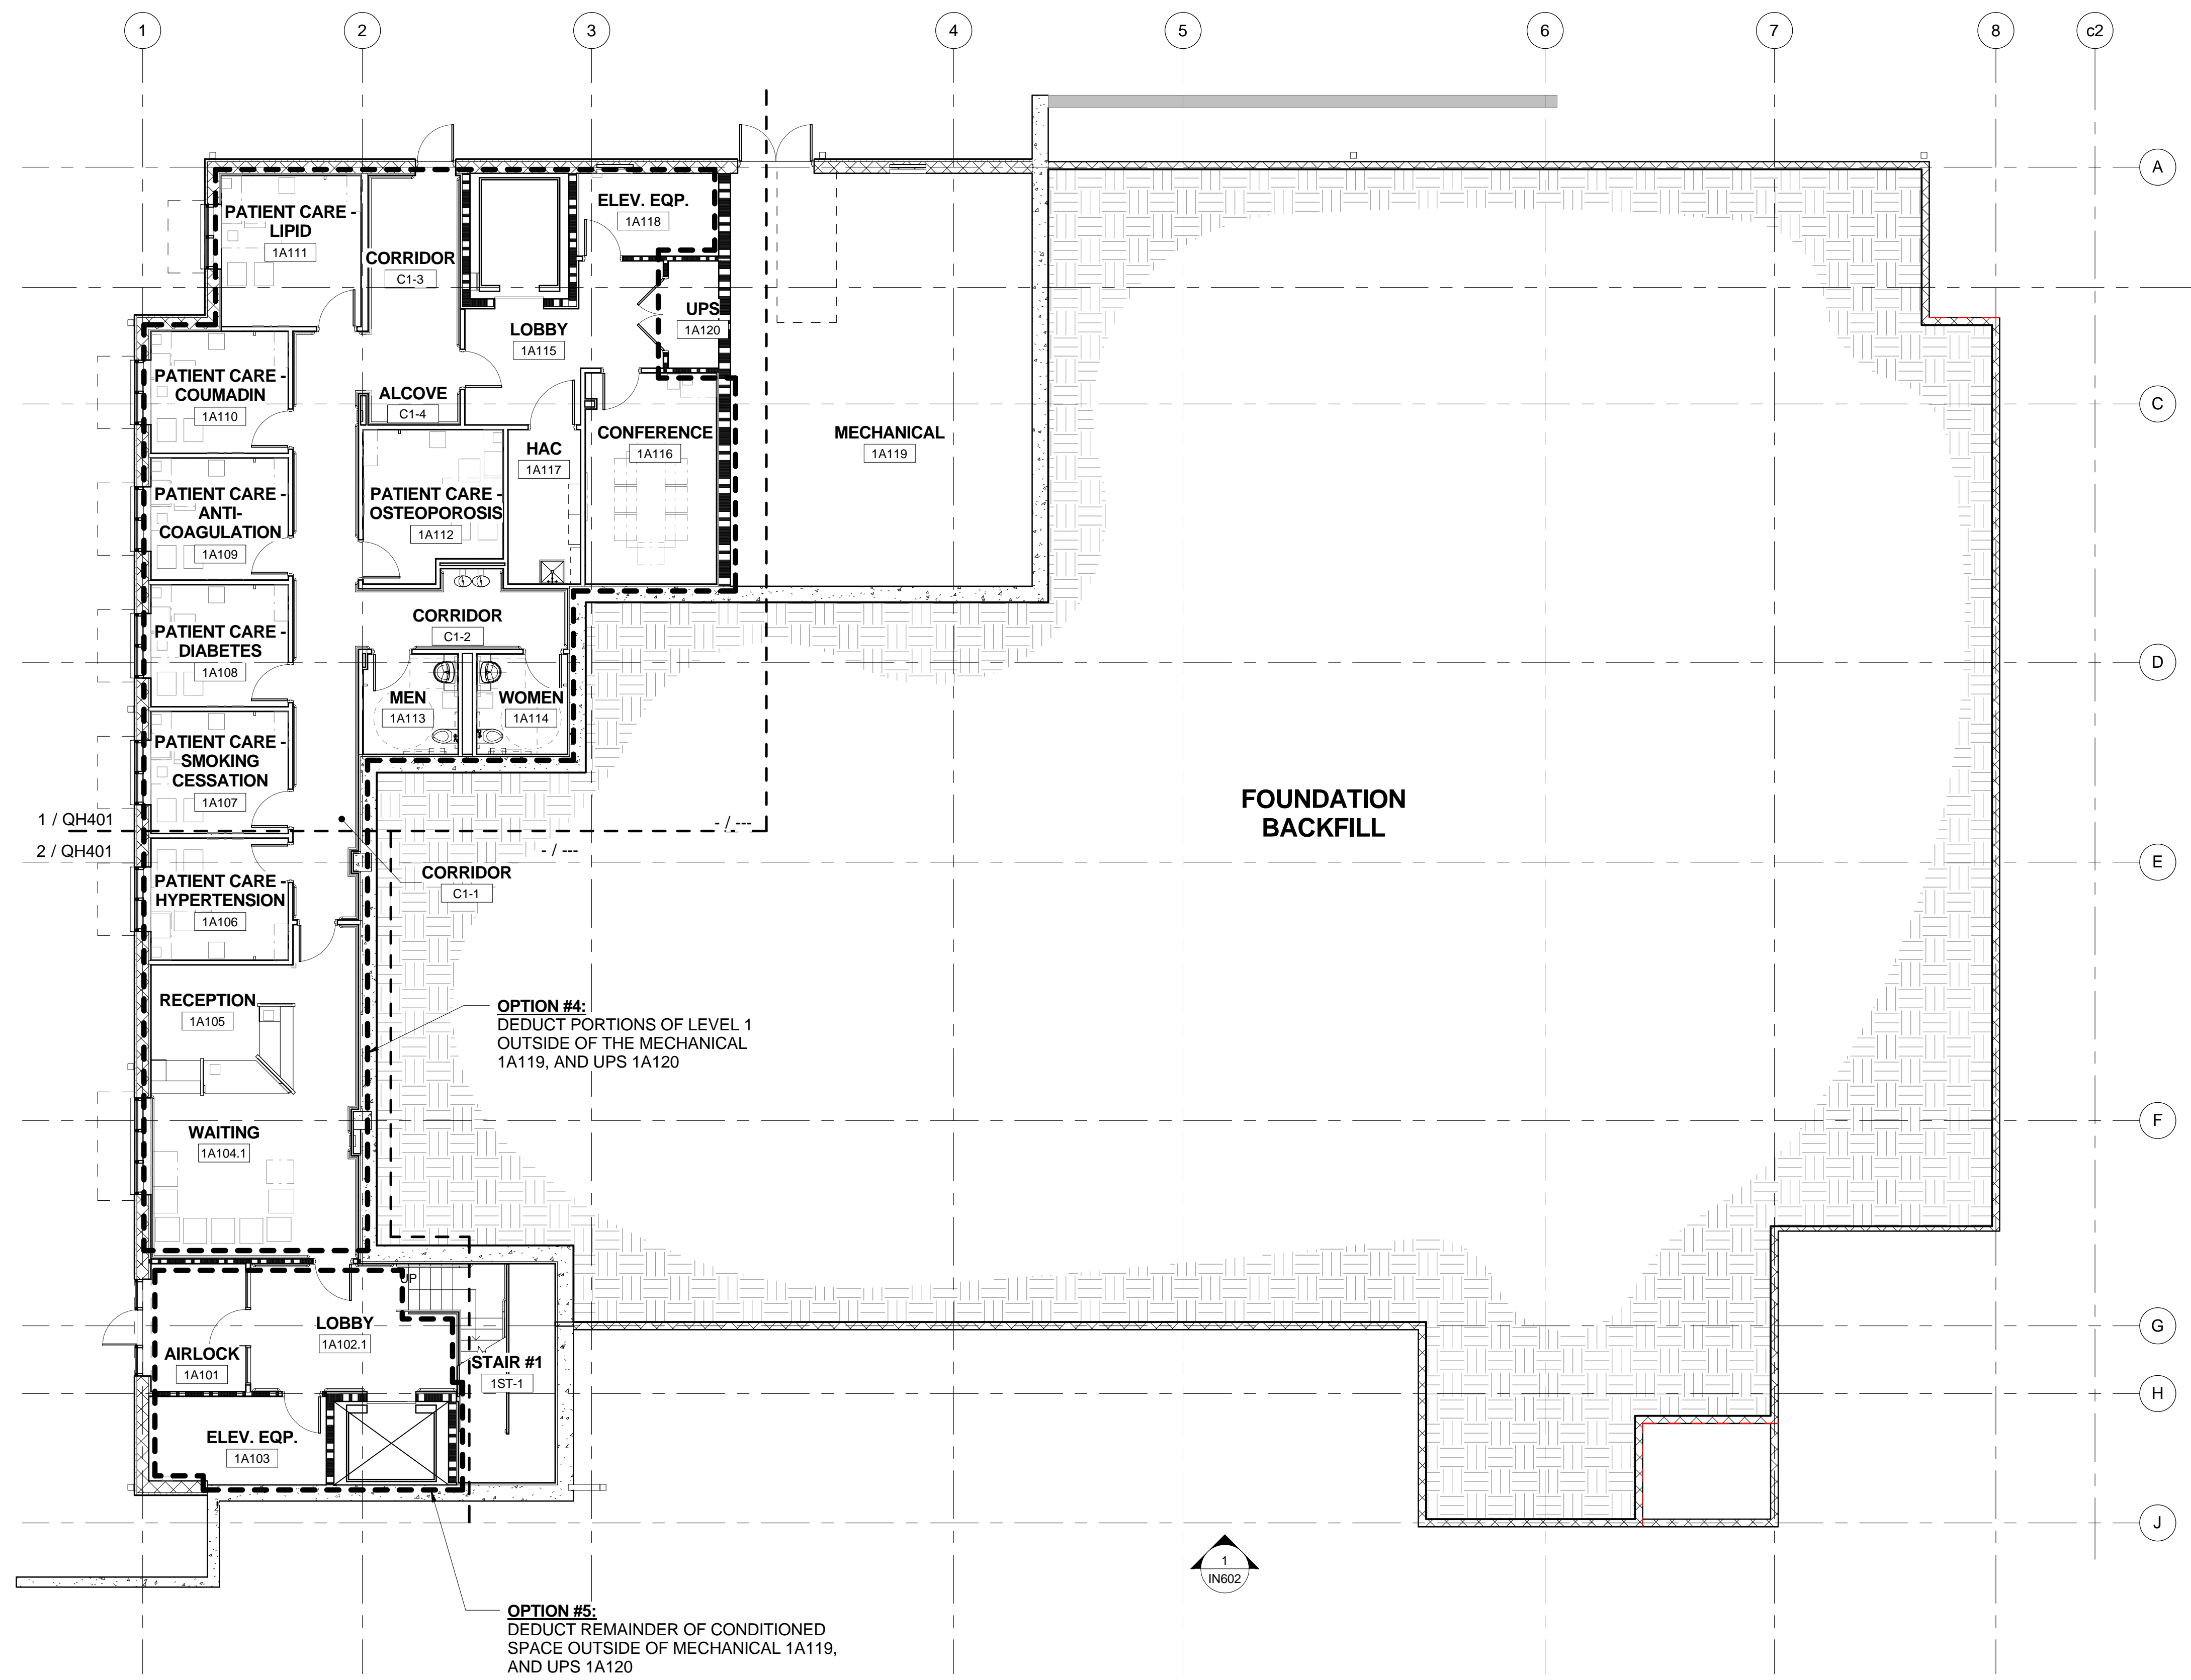 1
2
3
4
5
6
7
8
c2
A
PATIENT CARE -
LIPID
1A111
CORRIDOR
C1-3
ELEV. EQP.
1A118
UPS
1A120
LOBBY
1A115
PATIENT CARE -
COUMADIN
1A110
ALCOVE
C1-4
C
PATIENT CARE -
ANTI-
COAGULATION
1A109
PATIENT CARE -
OSTEOPOROSIS
1A112
HAC
1A117
CONFERENCE
1A116
MECHANICAL
1A119
PATIENT CARE -
DIABETES
1A108
CORRIDOR
C1-2
D
MEN
1A113
WOMEN
1A114
PATIENT CARE -
SMOKING
CESSATION
1A107
FOUNDATION
BACKFILL
1 / QH401
- / ---
2 / QH401
- / ---
E
CORRIDOR
C1-1
PATIENT CARE -
HYPERTENSION
1A106
RECEPTION
1A105
OPTION #4:
DEDUCT PORTIONS OF LEVEL 1
OUTSIDE OF THE MECHANICAL
1A119, AND UPS 1A120
WAITING
1A104.1
F
UP
LOBBY
1A102.1
G
AIRLOCK
1A101
STAIR #1
1ST-1
H
ELEV. EQP.
1A103
J
1
IN602
OPTION #5:
DEDUCT REMAINDER OF CONDITIONED
SPACE OUTSIDE OF MECHANICAL 1A119,
AND UPS 1A120